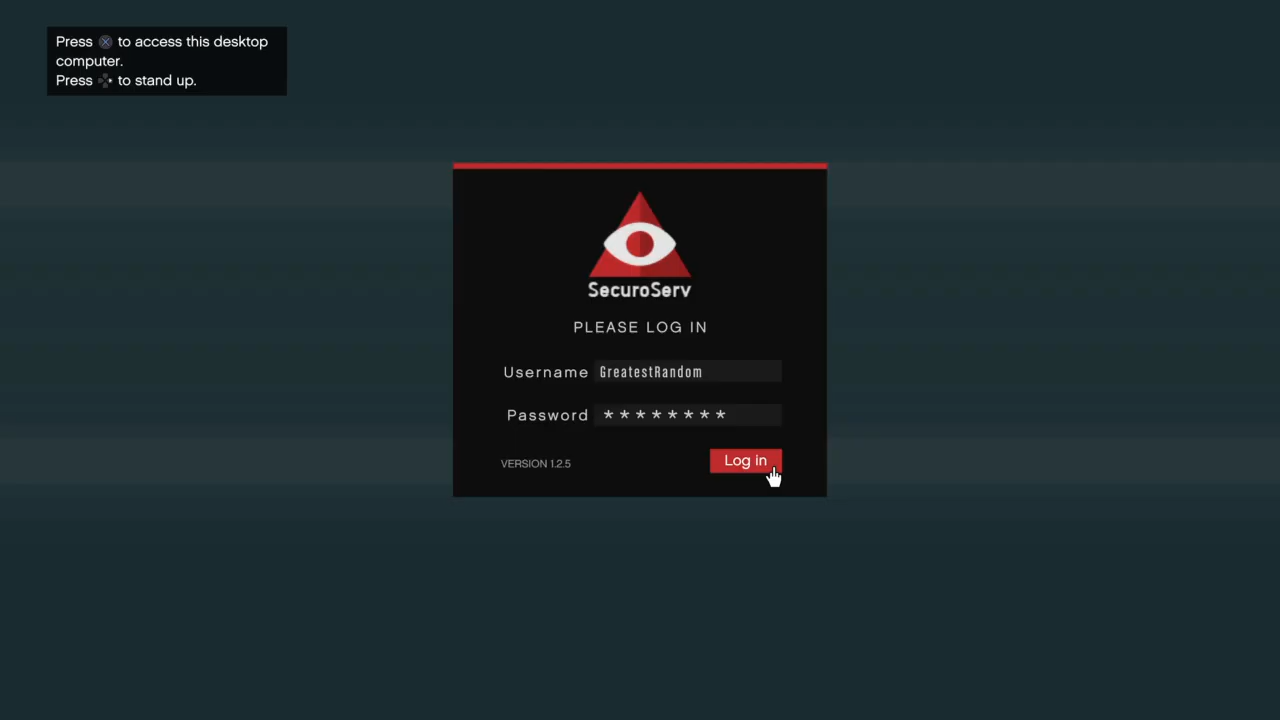 Press to access this desktop
computer.
Press to stand up.
SecuroServ
PLEASE LOG IN
Username GreatestRandom
Password ********
VERSION 1.2.5
Log in